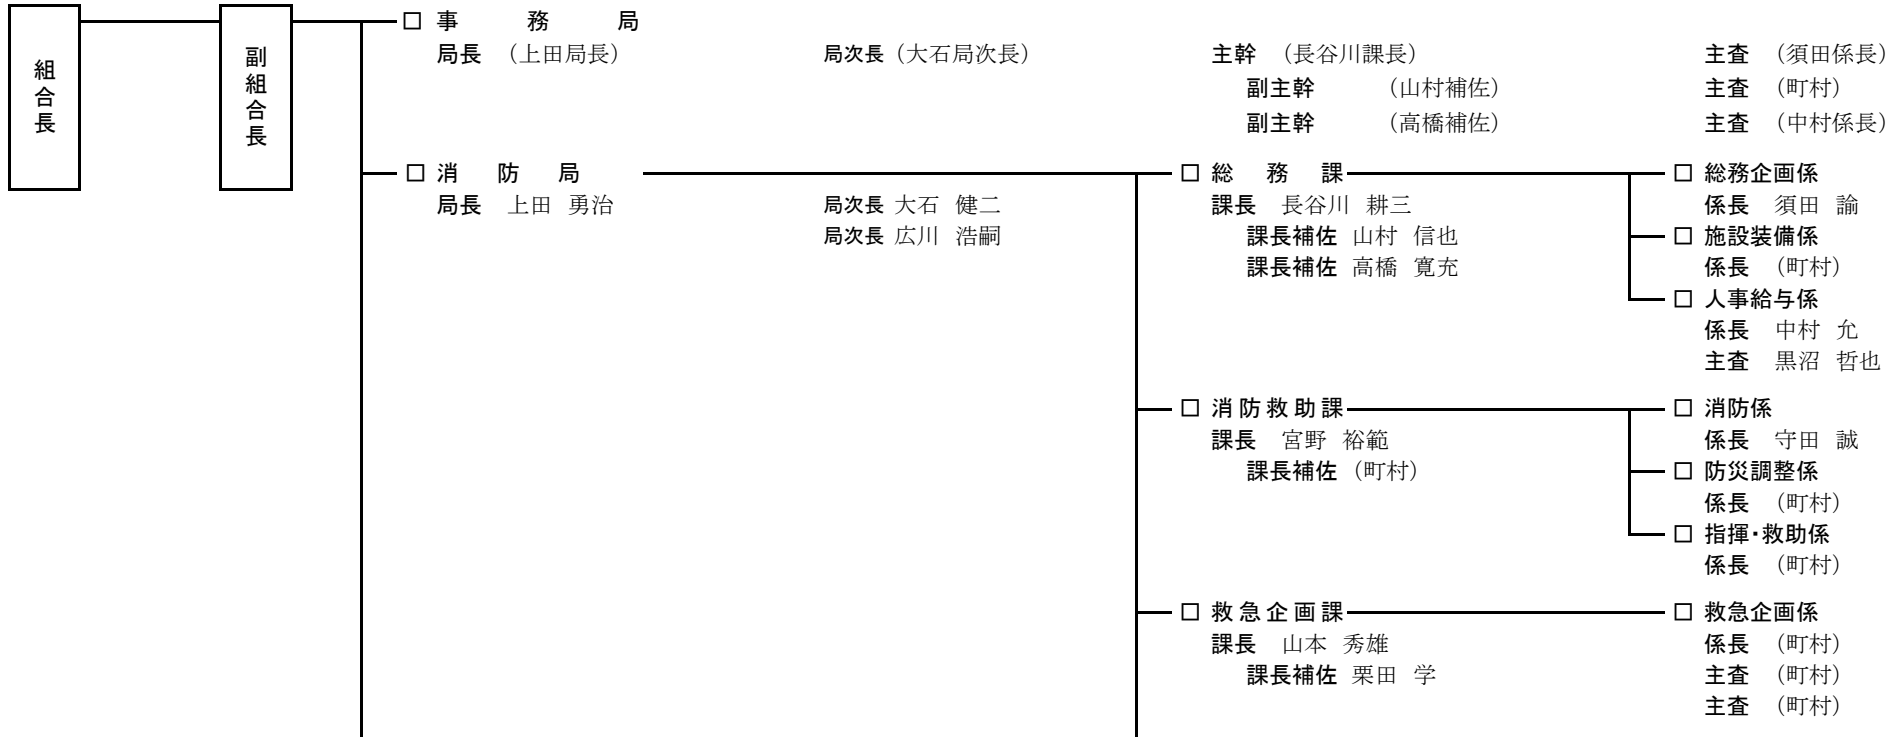 組合長
副組合長
□ 事務局
局長 （上田局長） 局次長（大石局次長） 主幹 （長谷川課長） 主査 （須田係長）
副主幹 （山村補佐） 主査 （町村）
副主幹 （高橋補佐） 主査 （中村係長）
□ 消防局 □ 総務課 □ 総務企画係
局長 上田 勇治 局次長 大石 健二 課長 長谷川 耕三 係長 須田 諭
局次長 広川 浩嗣 課長補佐 山村 信也 □ 施設装備係
課長補佐 高橋 寛充 係長 （町村）
□ 人事給与係
係長 中村 允
主査 黒沼 哲也
□ 消防救助課 □ 消防係
課長 宮野 裕範 係長 守田 誠
課長補佐 （町村） □ 防災調整係
係長 （町村）
□ 指揮・救助係
係長 （町村）
□ 救急企画課 □ 救急企画係
課長 山本 秀雄 係長 （町村）
課長補佐 栗田 学 主査 （町村）
主査 （町村）